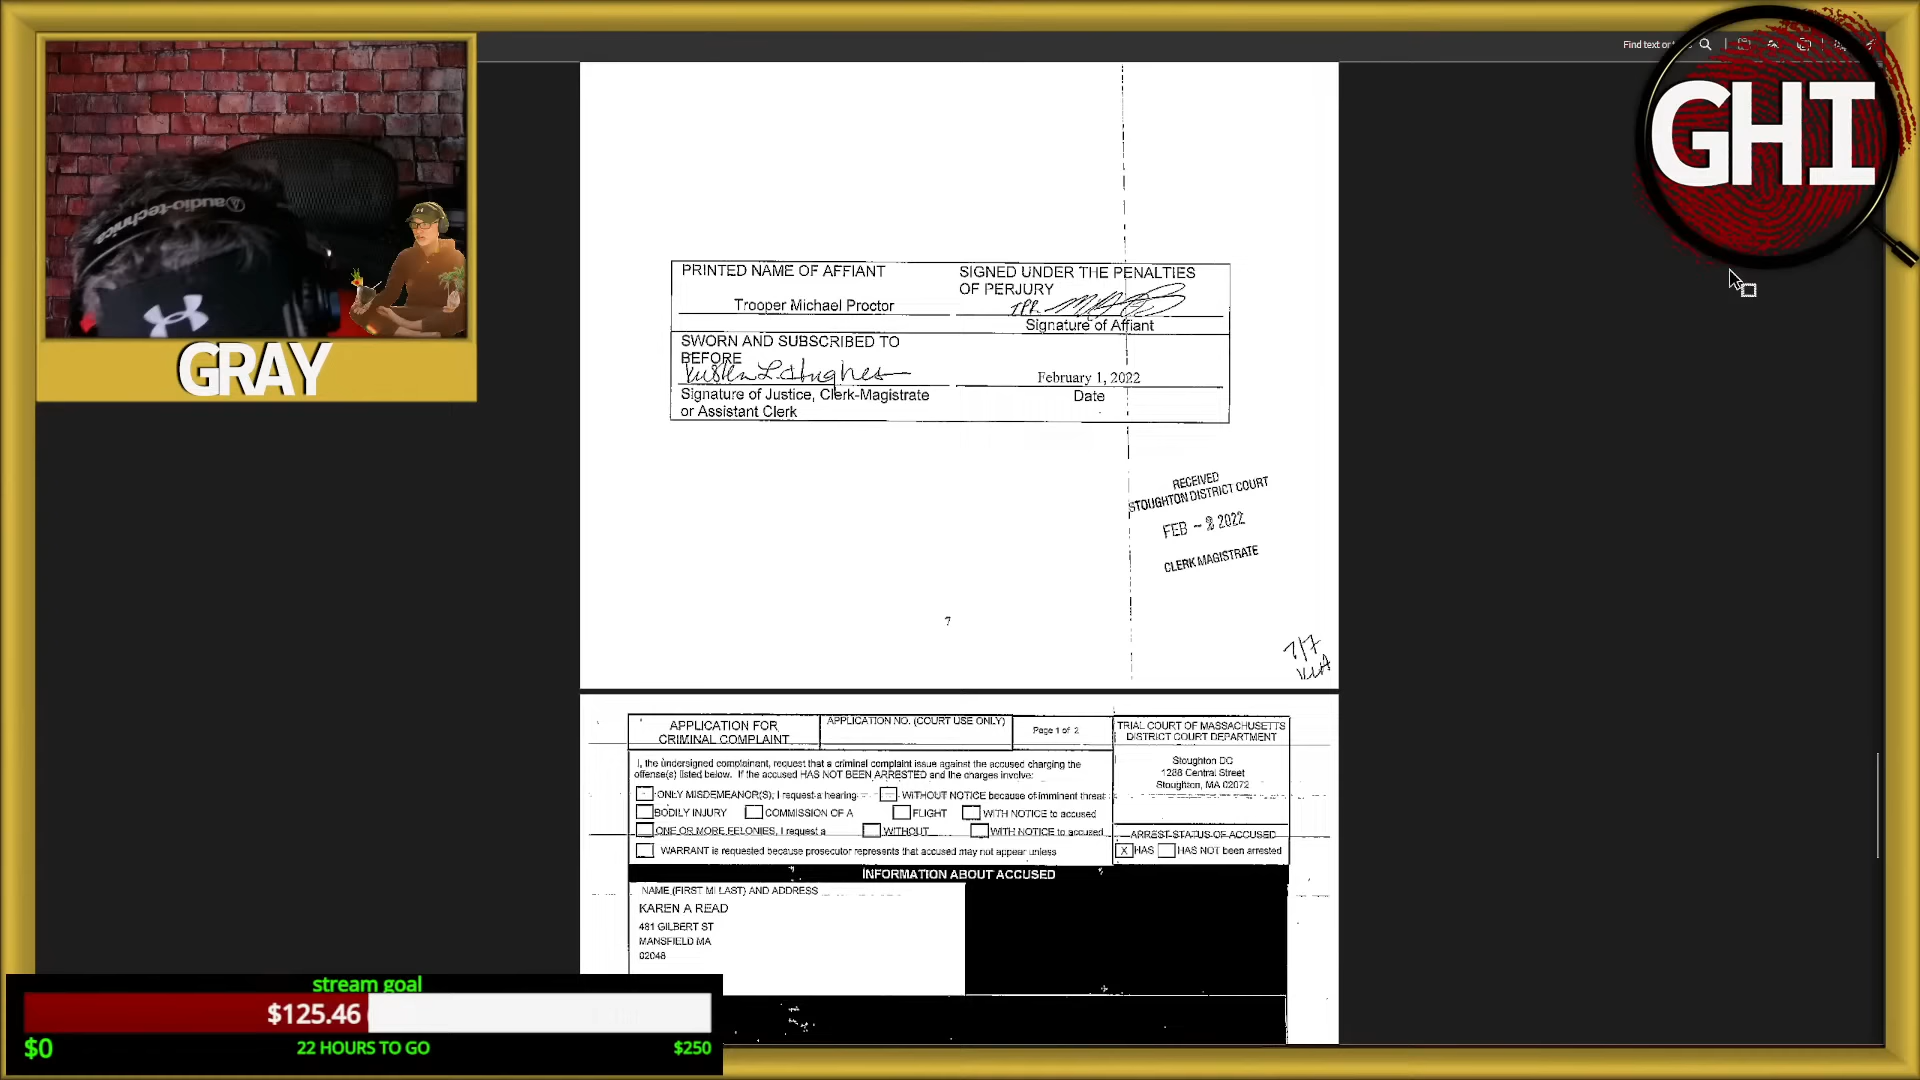 Find text or
GHI
audio-technica
GRAY
PRINTED NAME OF AFFIANT
Trooper Michael Proctor
SIGNED UNDER THE PENALTIES
OF PERJURY
TPR.
Signature of Affiant
SWORN AND SUBSCRIBED TO
BEFORE
L. Hughes
Signature of Justice, Clerk-Magistrate
or Assistant Clerk
February 1, 2022
Date
RECEIVED
STOUGHTON DISTRICT COURT
FEB - 2 2022
CLERK MAGISTRATE
7
7/7
APPLICATION FOR
CRIMINAL COMPLAINT
APPLICATION NO. (COURT USE ONLY)
Page 1 of 2
TRIAL COURT OF MASSACHUSETTS
DISTRICT COURT DEPARTMENT
I, the undersigned complainant, request that a criminal complaint issue against the accused charging the
offense(s) listed below. If the accused HAS NOT BEEN ARRESTED and the charges involve:
Stoughton DC
1288 Central Street
Stoughton, MA 02072
ONLY MISDEMEANOR(S), I request a hearing
WITHOUT NOTICE because of imminent threat
BODILY INJURY
COMMISSION OF A
FLIGHT
WITH NOTICE to accused
ONE OR MORE FELONIES, I request a
WITHOUT
WITH NOTICE to accused
WARRANT is requested because prosecutor represents that accused may not appear unless
ARREST STATUS OF ACCUSED
X HAS
HAS NOT been arrested
INFORMATION ABOUT ACCUSED
NAME (FIRST MI LAST) AND ADDRESS
KAREN A READ
481 GILBERT ST
MANSFIELD MA
02048
stream goal
$125.46
$0
22 HOURS TO GO
$250